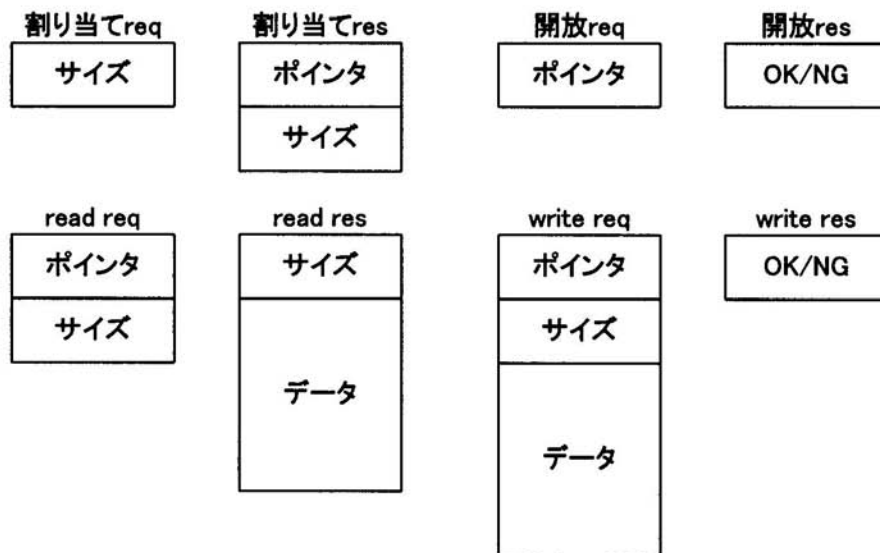 割り当てreq
割り当てres
開放req
開放res
サイズ
ポインタ
ポインタ
OK/NG
サイズ
read req
read res
write req
write res
ポインタ
サイズ
ポインタ
OK/NG
サイズ
サイズ
データ
データ